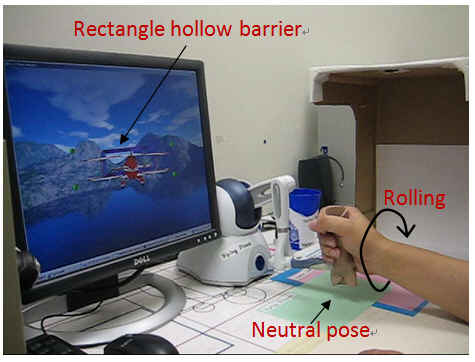 Rectangle hollow barrier
Rolling
DELL
Neutral pose